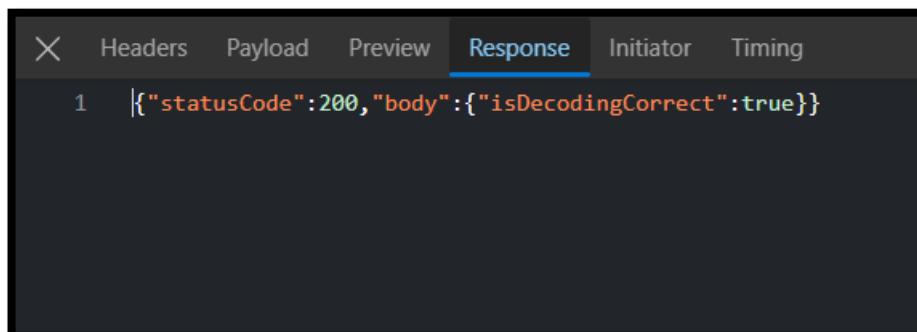 Headers Payload Preview Response Initiator Timing
1 {"statusCode":200,"body":{"isDecodingCorrect":true}}